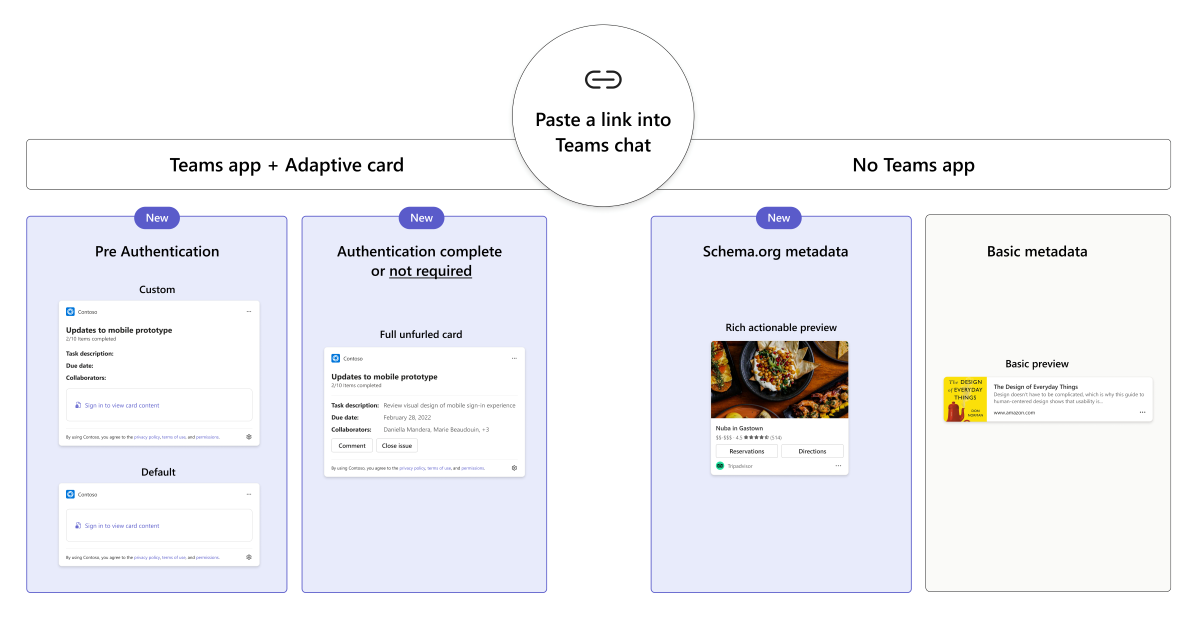 Paste a link into
Teams chat
Teams app + Adaptive card
No Teams app
New
Pre Authentication
Custom
Contoso
Updates to mobile prototype
2/10 Items completed
Task description:
Due date:
Collaborators:
Sign in to view card content
By using Contoso, you agree to the privacy policy, terms of use, and permissions.
Default
Contoso
Sign in to view card content
By using Contoso, you agree to the privacy policy, terms of use, and permissions.
New
Authentication complete
or not required
Full unfurled card
Contoso
Updates to mobile prototype
2/10 Items completed
Task description: Review visual design of mobile sign-in experience
Due date: February 28, 2022
Collaborators: Daniella Mandera, Marie Beaudouin, +3
Comment Close issue
By using Contoso, you agree to the privacy policy, terms of use, and permissions.
New
Schema.org metadata
Rich actionable preview
Nuba in Gastown
$$-$$$ · 4.5 (514)
Reservations Directions
Tripadvisor
Basic metadata
Basic preview
The DESIGN
of EVERYDAY
THINGS
DON
NORMAN
The Design of Everyday Things
Design doesn't have to be complicated, which is why this guide to
human-centered design shows that usability is...
www.amazon.com